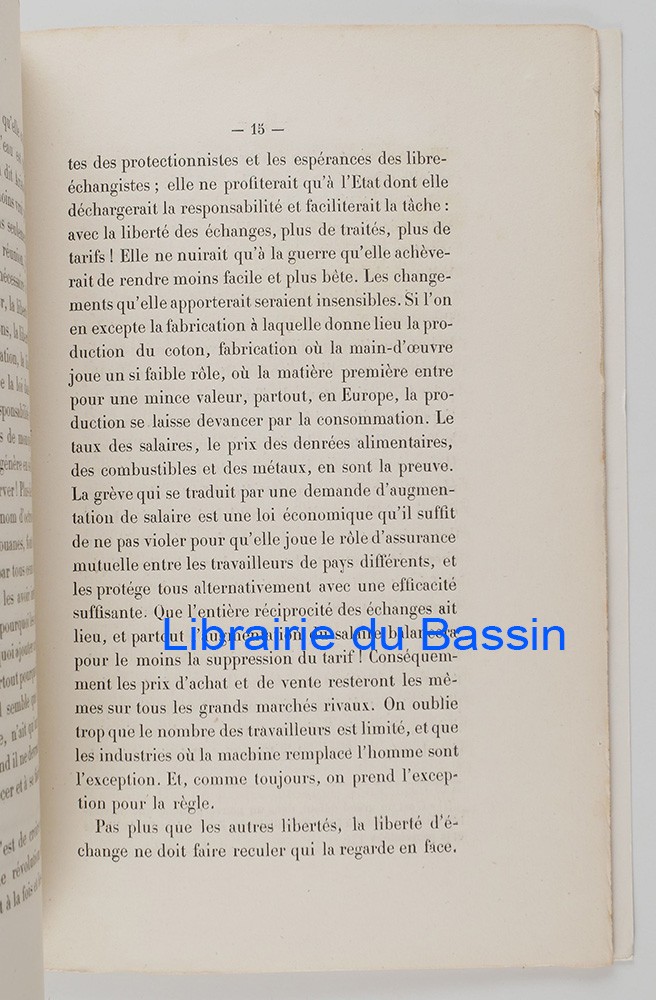 — 15 —
tes des protectionnistes et les espérances des libre-
échangistes ; elle ne profiterait qu'à l'Etat dont elle
déchargerait la responsabilité et faciliterait la tâche :
avec la liberté des échanges, plus de traités, plus de
tarifs ! Elle ne nuirait qu'à la guerre qu'elle achève-
rait de rendre moins facile et plus bête. Les change-
ments qu'elle apporterait seraient insensibles. Si l'on
en excepte la fabrication à laquelle donne lieu la pro-
duction du coton, fabrication où la main-d'œuvre
joue un si faible rôle, où la matière première entre
pour une mince valeur, partout, en Europe, la pro-
duction se laisse devancer par la consommation. Le
taux des salaires, le prix des denrées alimentaires,
des combustibles et des métaux, en sont la preuve.
La grève qui se traduit par une demande d'augmen-
tation de salaire est une loi économique qu'il suffit
de ne pas violer pour qu'elle joue le rôle d'assurance
mutuelle entre les travailleurs de pays différents, et
les protége tous alternativement avec une efficacité
suffisante. Que l'entière réciprocité des échanges ait
lieu, et partout l'augmentation du salaire balancera
Librairie du Bassin
pour le moins la suppression du tarif ! Conséquem-
ment les prix d'achat et de vente resteront les mê-
mes sur tous les grands marchés rivaux. On oublie
trop que le nombre des travailleurs est limité, et que
les industries où la machine remplace l'homme sont
l'exception. Et, comme toujours, on prend l'excep-
tion pour la règle.
Pas plus que les autres libertés, la liberté d'é-
change ne doit faire reculer qui la regarde en face.